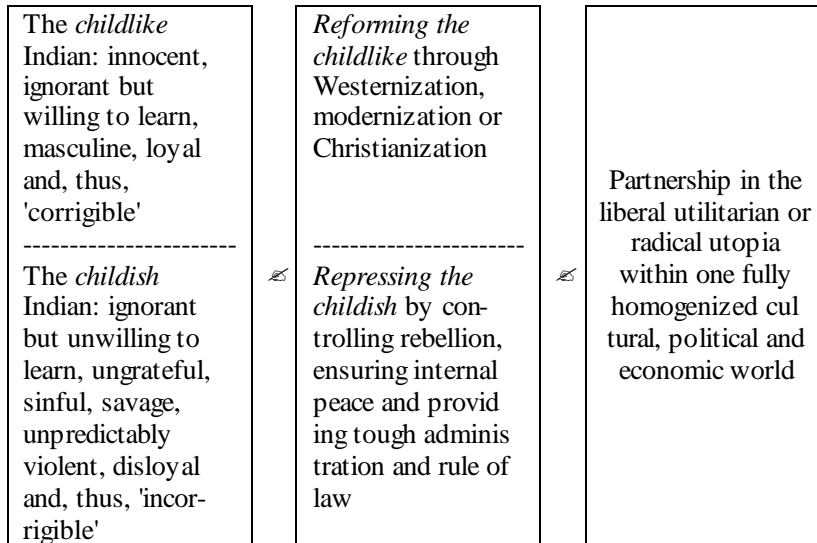 The childlike
Indian: innocent,
ignorant but
willing to learn,
masculine, loyal
and, thus,
'corrigible'
-----------------------
The childish
Indian: ignorant
but unwilling to
learn, ungrateful,
sinful, savage,
unpredictably
violent, disloyal
and, thus, 'incor-
rigible'
✍
Reforming the
childlike through
Westernization,
modernization or
Christianization
-----------------------
Repressing the
childish by con-
trolling rebellion,
ensuring internal
peace and provid
ing tough adminis
tration and rule of
law
✍
Partnership in the
liberal utilitarian or
radical utopia
within one fully
homogenized cul
tural, political and
economic world